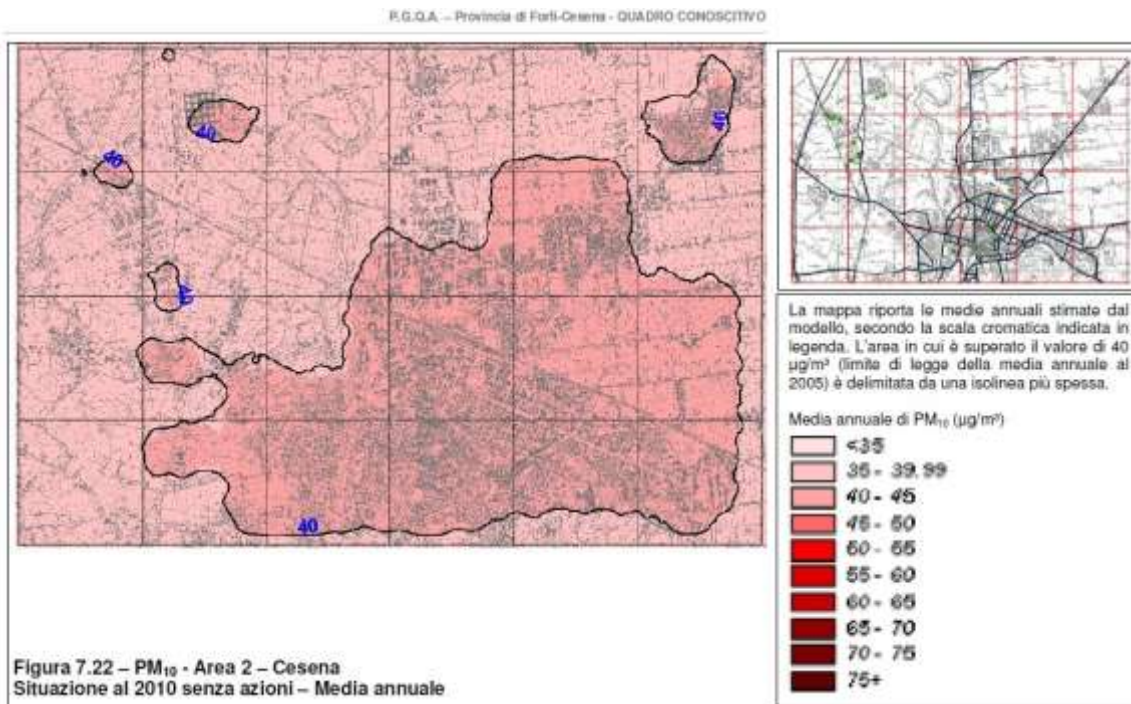 P.G.Q.A. – Provincia di Forlì-Cesena - QUADRO CONOSCITIVO
40
40
40
40
40
La mappa riporta le medie annuali stimate dal
modello, secondo la scala cromatica indicata in
legenda. L'area in cui è superato il valore di 40
µg/m³ (limite di legge della media annuale al
2005) è delimitata da una isolinea più spessa.
Media annuale di PM₁₀ (µg/m³)
<35
35 - 39.99
40 - 45
45 - 50
50 - 55
55 - 60
60 - 65
65 - 70
70 - 75
75+
Figura 7.22 – PM₁₀ - Area 2 – Cesena
Situazione al 2010 senza azioni – Media annuale